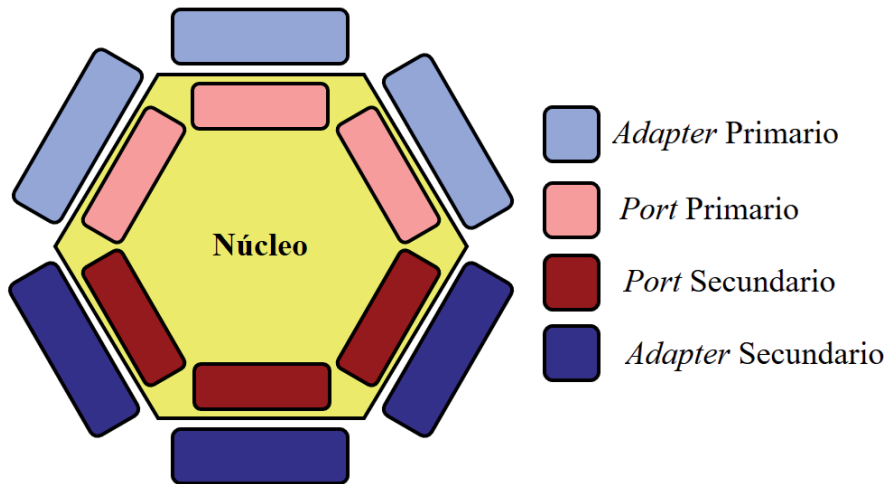 Núcleo
Adapter Primario
Port Primario
Port Secundario
Adapter Secundario